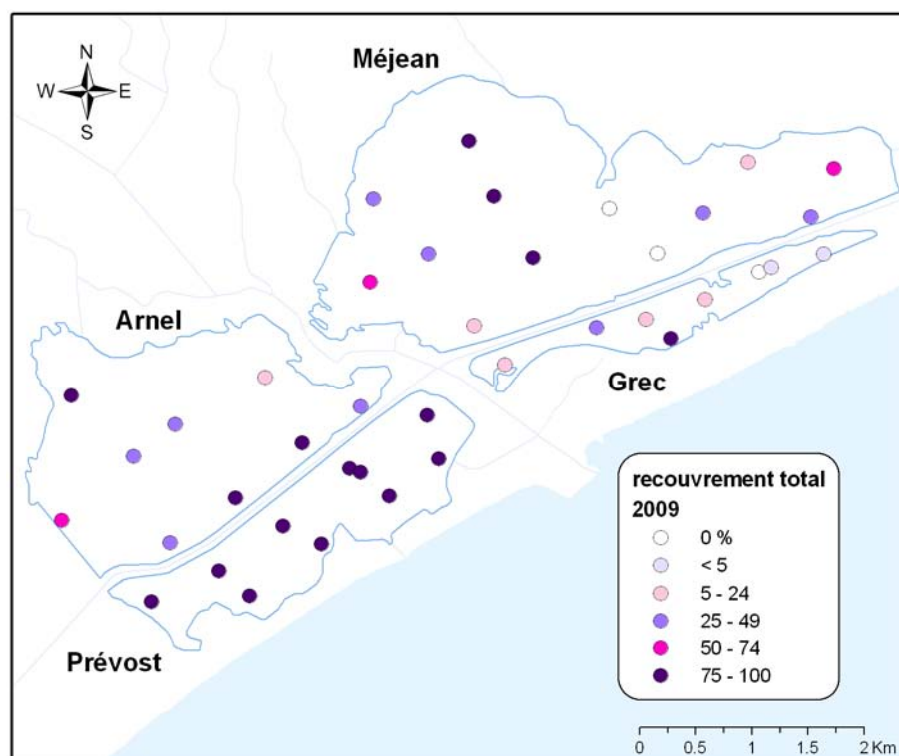 Méjean
N
W E
S
Arnel
Grec
Prévost
recouvrement total
2009
0 %
< 5
5 - 24
25 - 49
50 - 74
75 - 100
0 0.5 1 1.5 2 Km